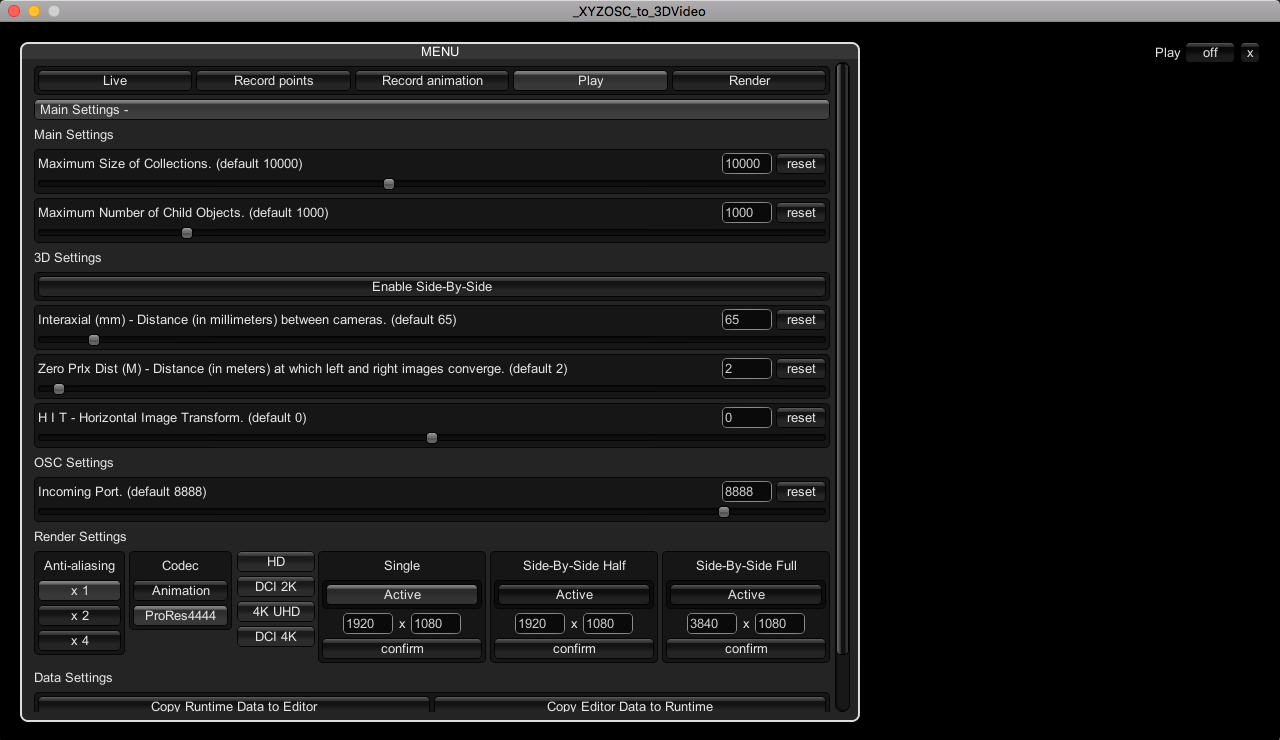 _XYZOSC_to_3DVideo
MENU
Play off x
Live Record points Record animation Play Render
Main Settings -
Main Settings
Maximum Size of Collections. (default 10000) 10000 reset
Maximum Number of Child Objects. (default 1000) 1000 reset
3D Settings
Enable Side-By-Side
Interaxial (mm) - Distance (in millimeters) between cameras. (default 65) 65 reset
Zero Prlx Dist (M) - Distance (in meters) at which left and right images converge. (default 2) 2 reset
H I T - Horizontal Image Transform. (default 0) 0 reset
OSC Settings
Incoming Port. (default 8888) 8888 reset
Render Settings
Anti-aliasing
x 1
x 2
x 4
Codec
Animation
ProRes4444
HD
DCI 2K
4K UHD
DCI 4K
Single
Active
1920 x 1080
confirm
Side-By-Side Half
Active
1920 x 1080
confirm
Side-By-Side Full
Active
3840 x 1080
confirm
Data Settings
Copy Runtime Data to Editor Copy Editor Data to Runtime